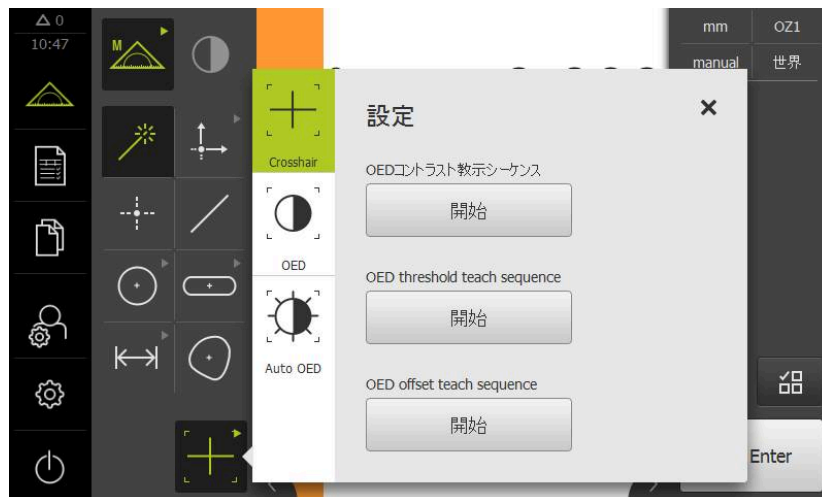 0
10:47
M
mm
OZ1
manual
世界
Crosshair
OED
Auto OED
設定
×
OEDコントラスト教示シーケンス
開始
OED threshold teach sequence
開始
OED offset teach sequence
開始
Enter